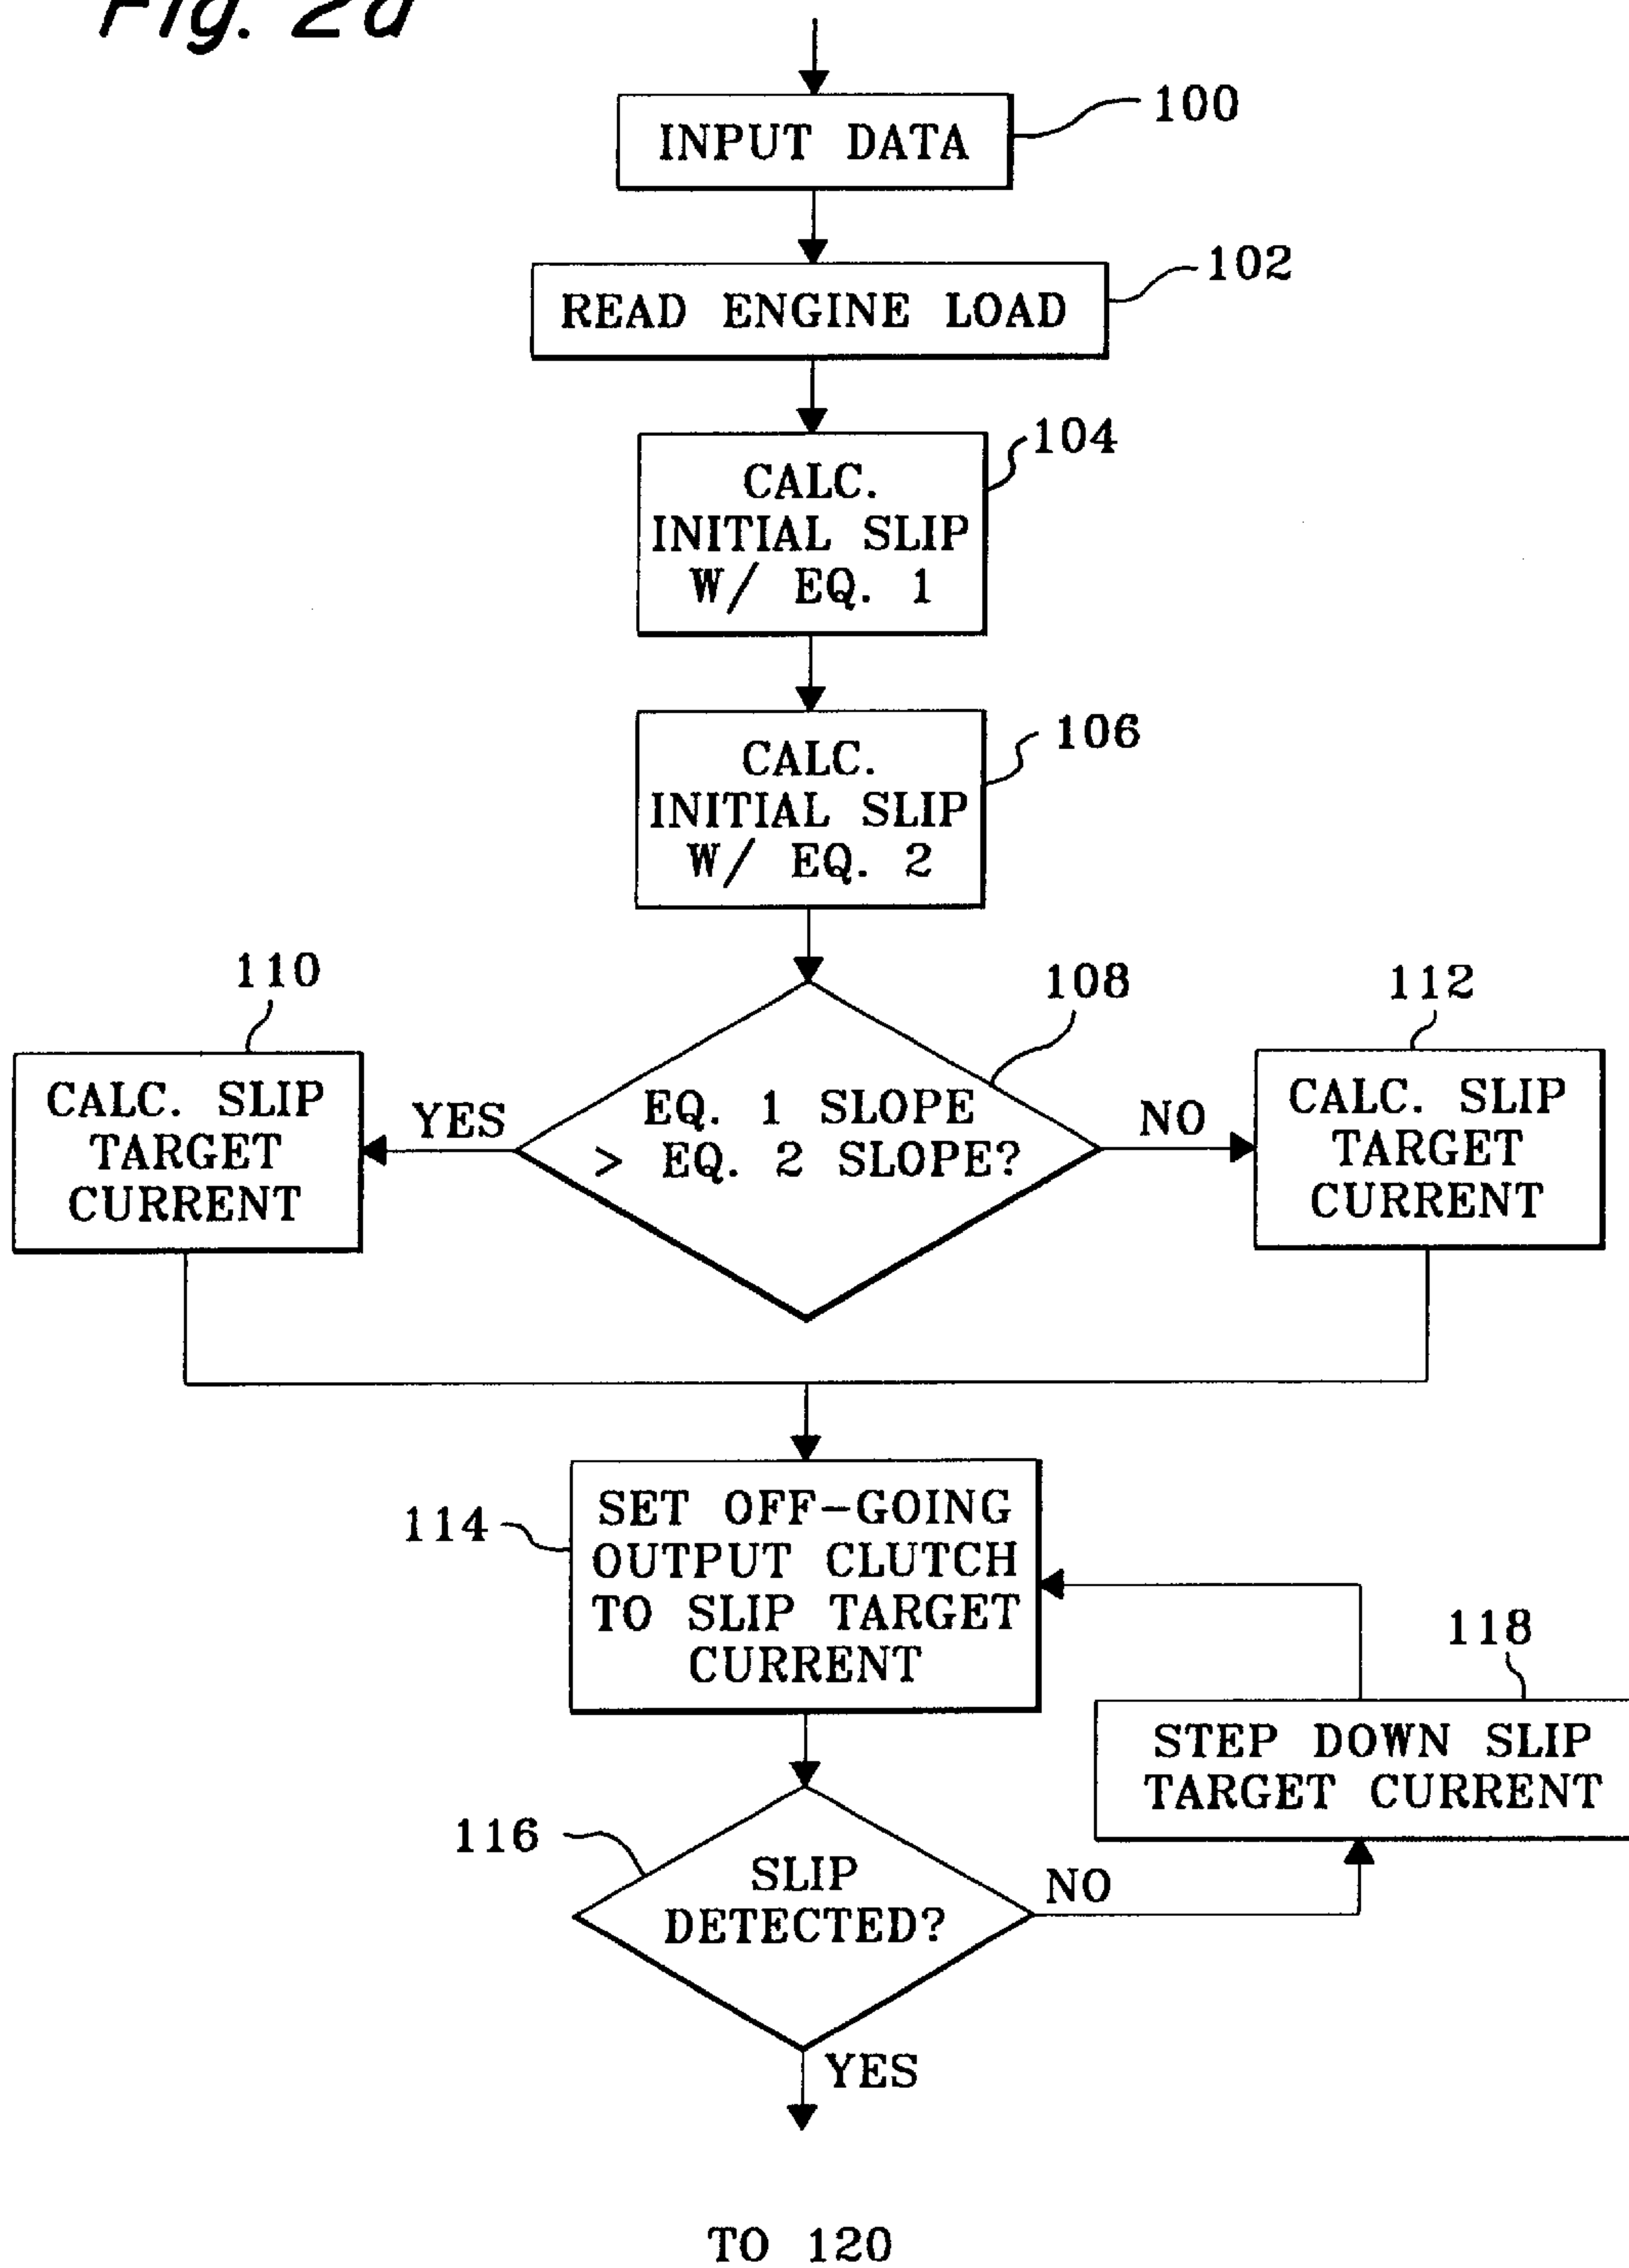 Fig. 2a
100
INPUT DATA
102
READ ENGINE LOAD
104
CALC.
INITIAL SLIP
W/ EQ. 1
106
CALC.
INITIAL SLIP
W/ EQ. 2
110
108
112
CALC. SLIP
TARGET
CURRENT
YES
EQ. 1 SLOPE
> EQ. 2 SLOPE?
NO
CALC. SLIP
TARGET
CURRENT
114
SET OFF-GOING
OUTPUT CLUTCH
TO SLIP TARGET
CURRENT
118
STEP DOWN SLIP
TARGET CURRENT
116
SLIP
DETECTED?
NO
YES
TO 120